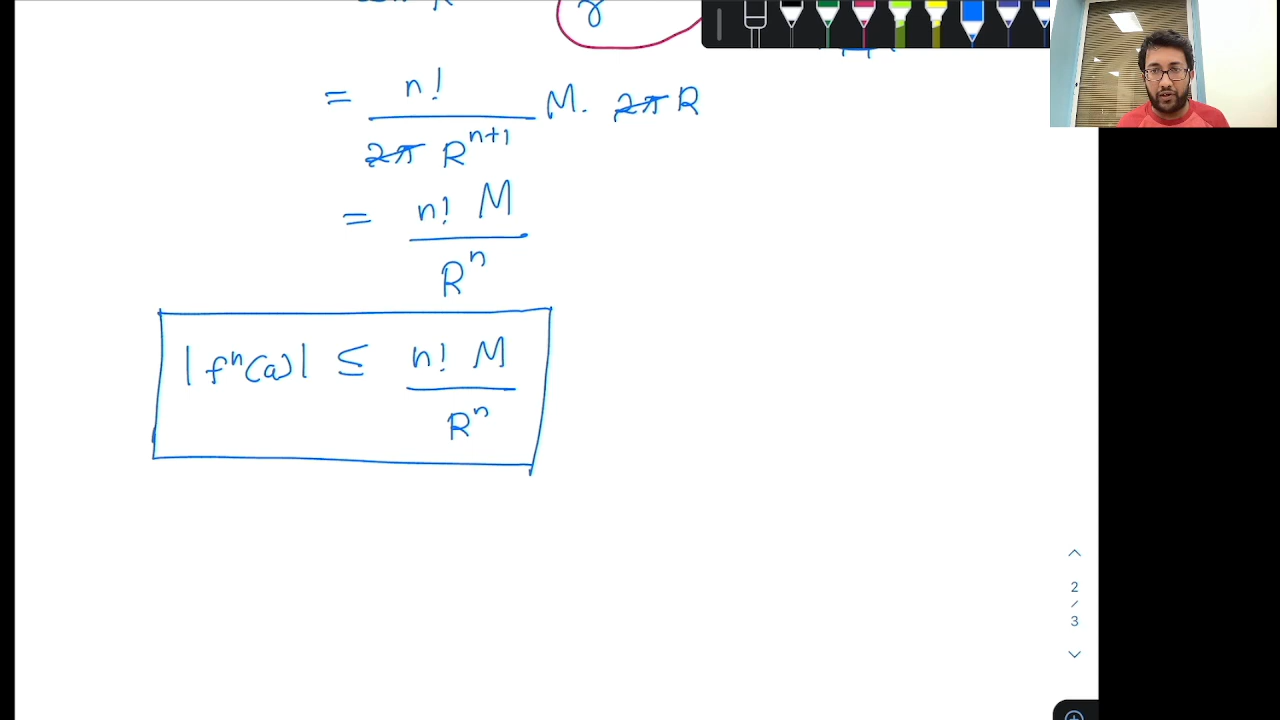 γ
= n! / 2π R^{n+1} M. 2π R
= n! M / R^n
|f^n(a)| ≤ n! M / R^n
2
/
3